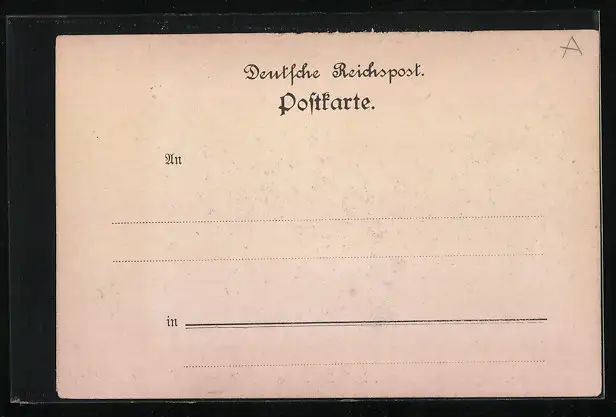 Deutsche Reichspost.
Postkarte.
A
An
in